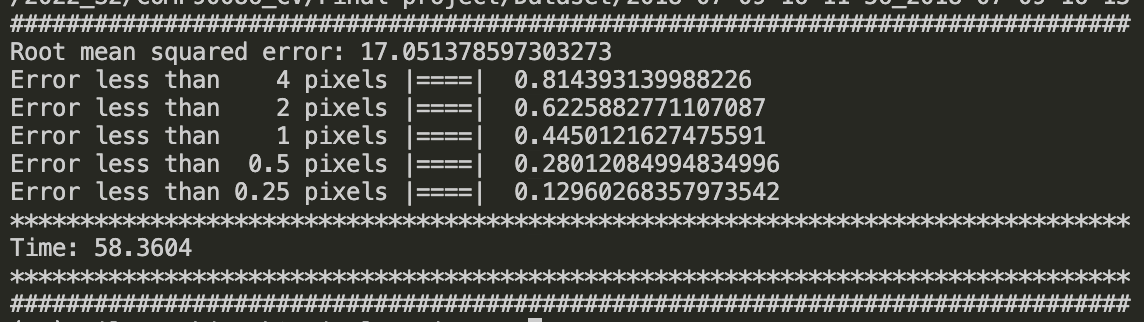 ################################################################################
Root mean squared error: 17.051378597303273
Error less than    4 pixels |====|  0.814393139988226
Error less than    2 pixels |====|  0.6225882771107087
Error less than    1 pixels |====|  0.4450121627475591
Error less than  0.5 pixels |====|  0.28012084994834996
Error less than 0.25 pixels |====|  0.12960268357973542
********************************************************************************
Time: 58.3604
********************************************************************************
################################################################################